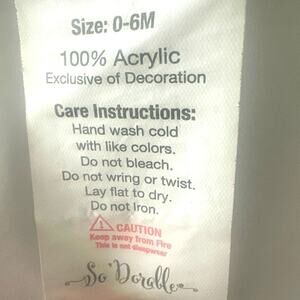 Size: 0-6M
100% Acrylic
Exclusive of Decoration
Care Instructions:
Hand wash cold
with like colors.
Do not bleach.
Do not wring or twist.
Lay flat to dry.
Do not Iron.
CAUTION
Keep away from Fire
This is not sleepwear
So'Dorable